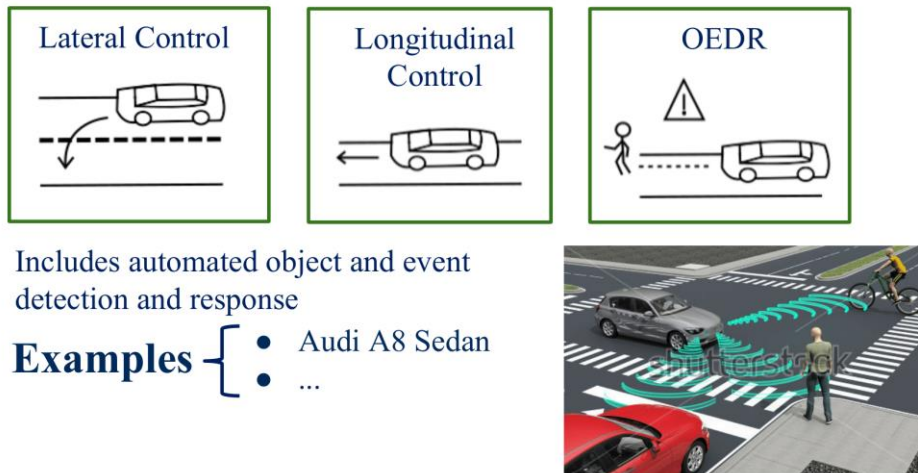 Lateral Control
Longitudinal
Control
OEDR
Includes automated object and event
detection and response
Examples
• Audi A8 Sedan
• ...
shutterstock